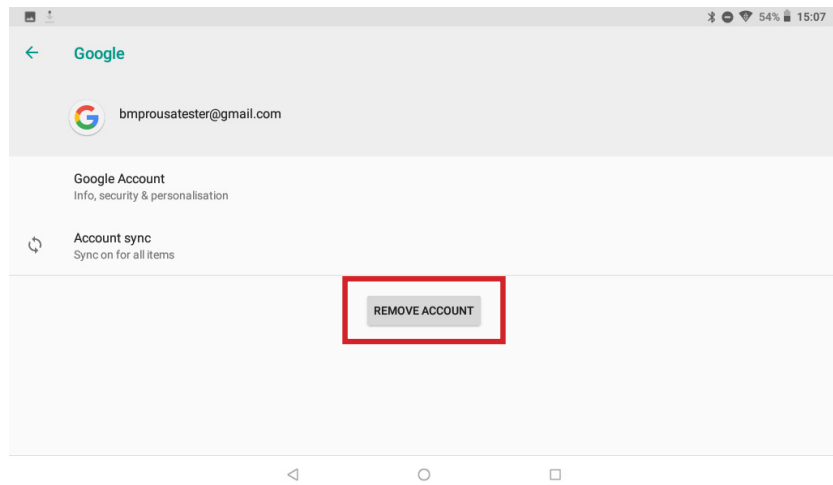 54% 15:07
Google
G bmprousatester@gmail.com
Google Account
Info, security & personalisation
Account sync
Sync on for all items
REMOVE ACCOUNT